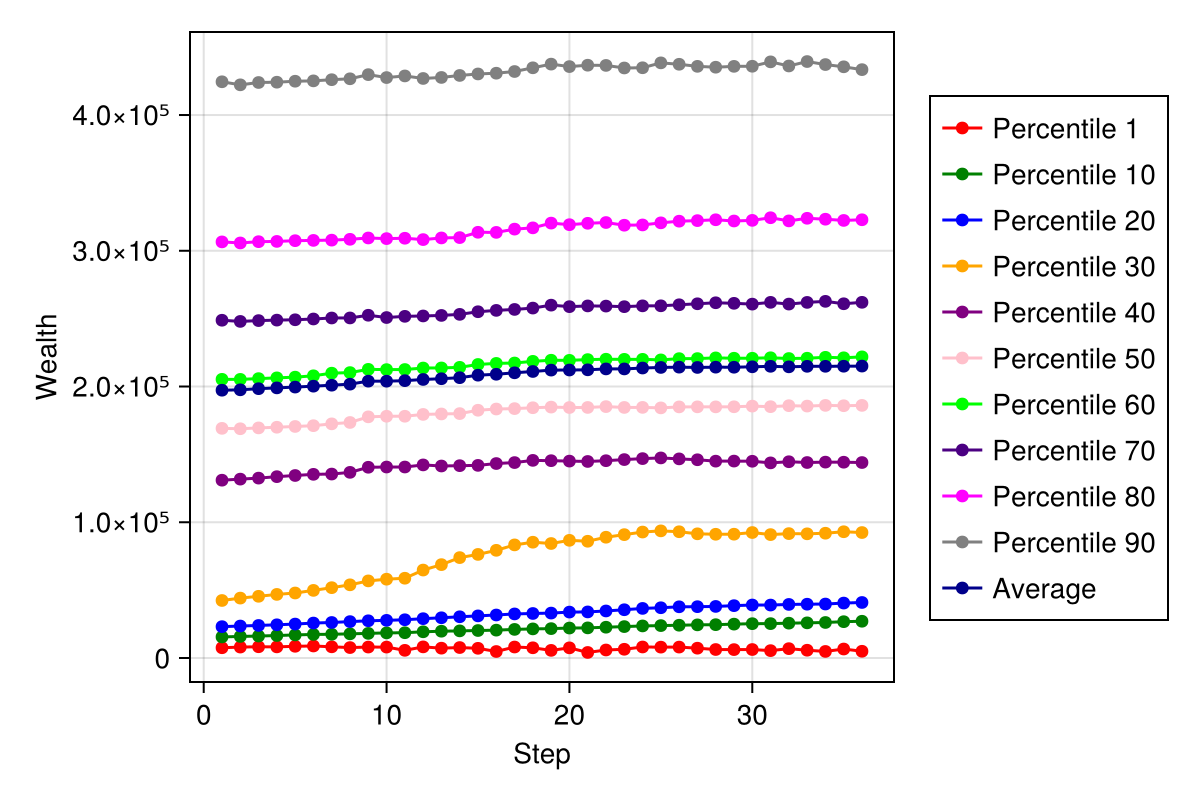 4.0×10⁵
3.0×10⁵
2.0×10⁵
1.0×10⁵
0
Wealth
0 10 20 30
Step
Percentile 1
Percentile 10
Percentile 20
Percentile 30
Percentile 40
Percentile 50
Percentile 60
Percentile 70
Percentile 80
Percentile 90
Average